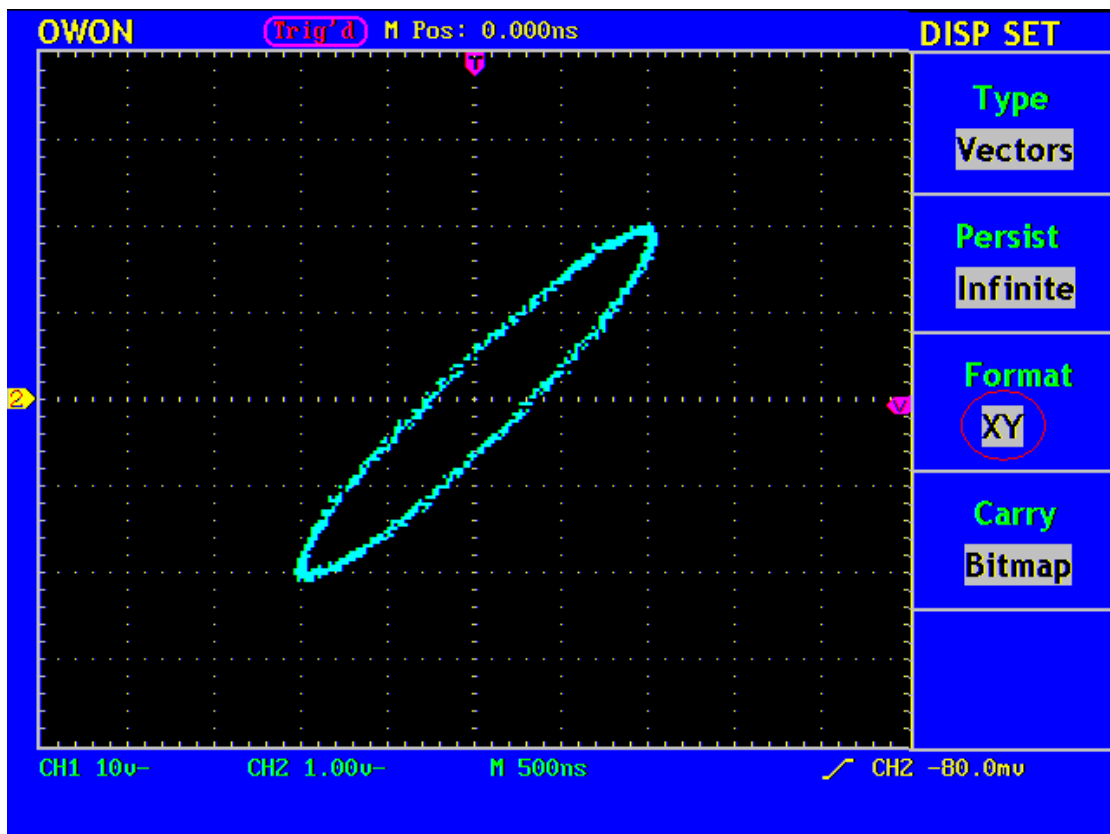 OWON Trig'd M Pos: 0.000ns DISP SET
T
Type
Vectors
Persist
Infinite
2
V
Format
XY
Carry
Bitmap
CH1 10v- CH2 1.00v- M 500ns CH2 -80.0mv